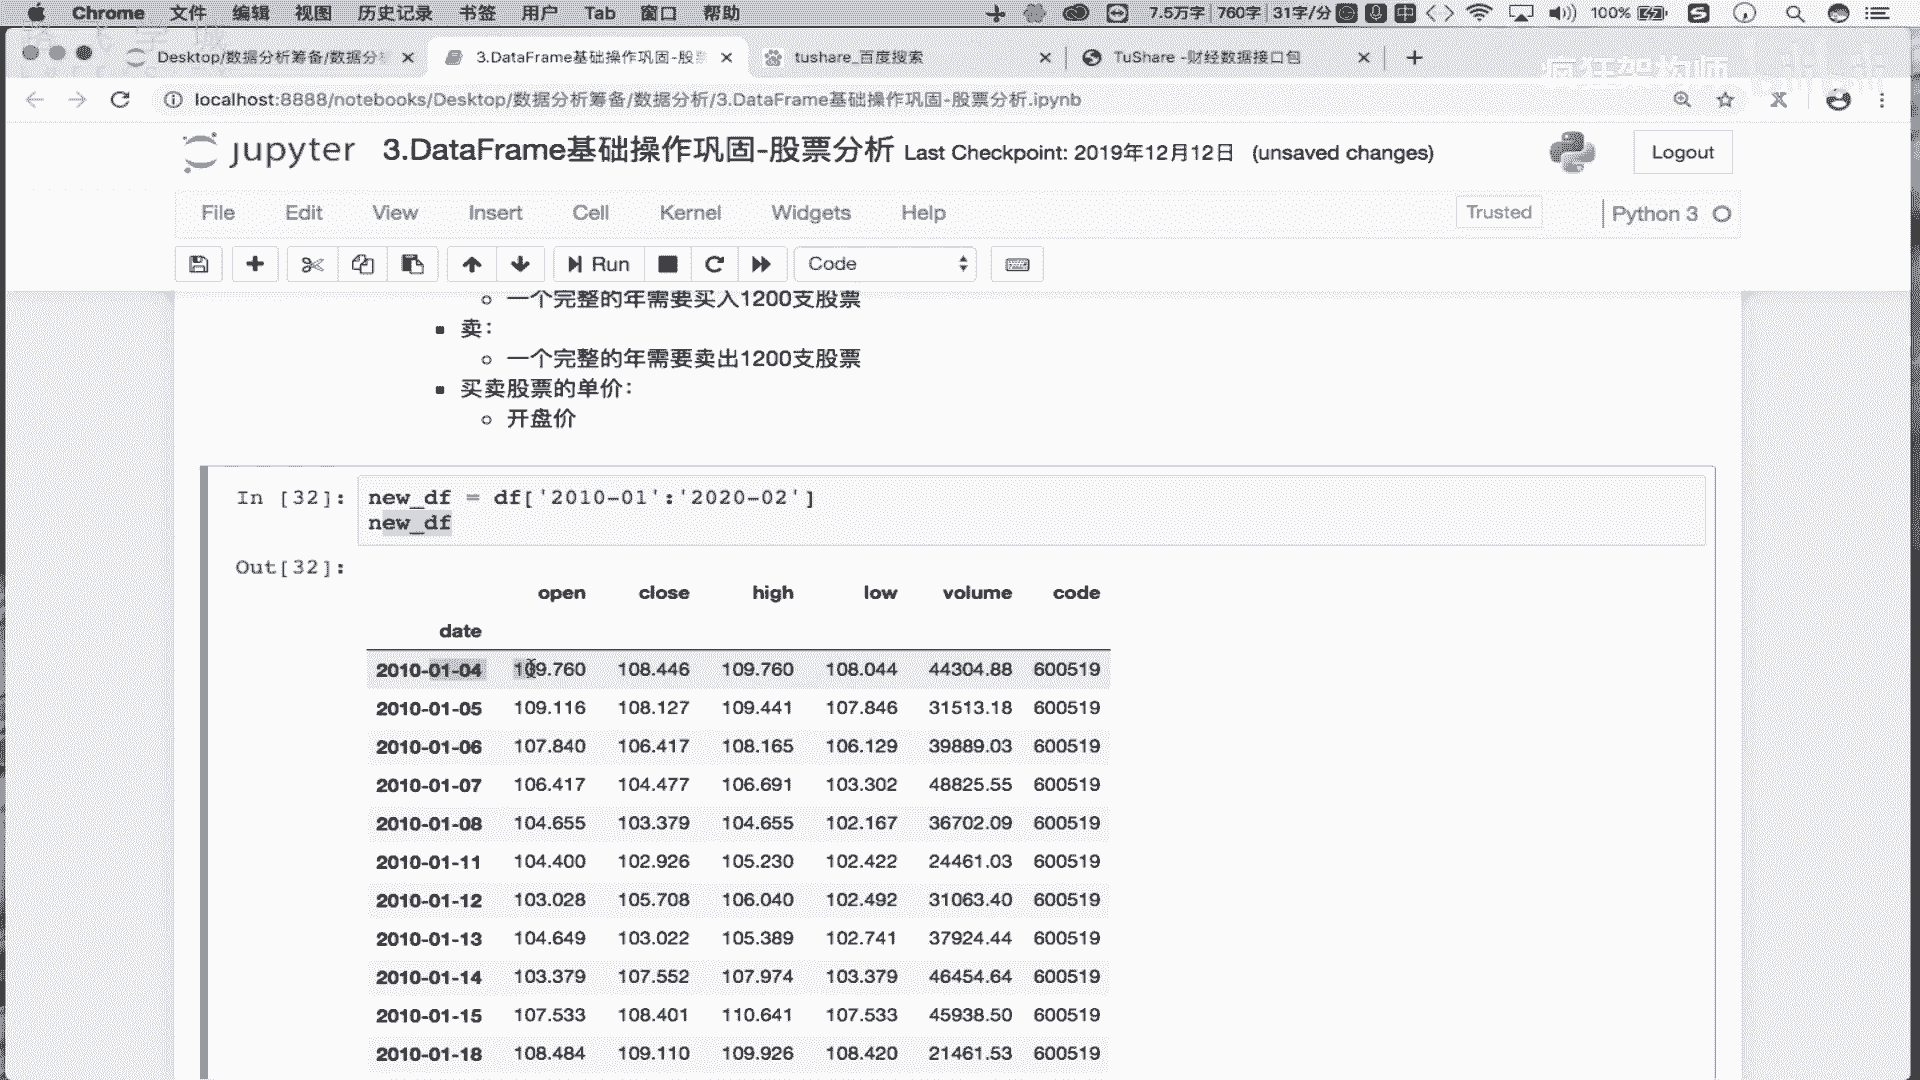 Chrome 文件 编辑 视图 历史记录 书签 用户 Tab 窗口 帮助 7.5万字 760字 31字/分 中 100%
Desktop/数据分析筹备/数据分析 3.DataFrame基础操作巩固-股票 tushare_百度搜索 TuShare -财经数据接口包
疯狂架构师
localhost:8888/notebooks/Desktop/数据分析筹备/数据分析/3.DataFrame基础操作巩固-股票分析.ipynb
jupyter 3.DataFrame基础操作巩固-股票分析 Last Checkpoint: 2019年12月12日 (unsaved changes) Logout
File Edit View Insert Cell Kernel Widgets Help Trusted Python 3
Run Code
一个完整的年需要买入1200支股票
卖：
一个完整的年需要卖出1200支股票
买卖股票的单价：
开盘价
In [32]: new_df = df['2010-01':'2020-02']
new_df
Out[32]:
open close high low volume code
date
2010-01-04 109.760 108.446 109.760 108.044 44304.88 600519
2010-01-05 109.116 108.127 109.441 107.846 31513.18 600519
2010-01-06 107.840 106.417 108.165 106.129 39889.03 600519
2010-01-07 106.417 104.477 106.691 103.302 48825.55 600519
2010-01-08 104.655 103.379 104.655 102.167 36702.09 600519
2010-01-11 104.400 102.926 105.230 102.422 24461.03 600519
2010-01-12 103.028 105.708 106.040 102.492 31063.40 600519
2010-01-13 104.649 103.022 105.389 102.741 37924.44 600519
2010-01-14 103.379 107.552 107.974 103.379 46454.64 600519
2010-01-15 107.533 108.401 110.641 107.533 45938.50 600519
2010-01-18 108.484 109.110 109.926 108.420 21461.53 600519